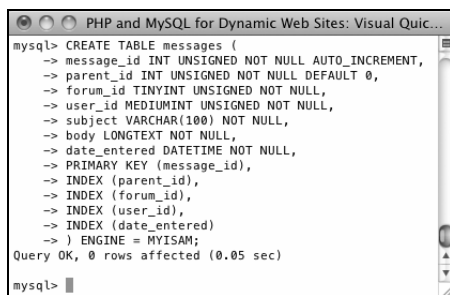 PHP and MySQL for Dynamic Web Sites: Visual Quic...
mysql> CREATE TABLE messages (
-> message_id INT UNSIGNED NOT NULL AUTO_INCREMENT,
-> parent_id INT UNSIGNED NOT NULL DEFAULT 0,
-> forum_id TINYINT UNSIGNED NOT NULL,
-> user_id MEDIUMINT UNSIGNED NOT NULL,
-> subject VARCHAR(100) NOT NULL,
-> body LONGTEXT NOT NULL,
-> date_entered DATETIME NOT NULL,
-> PRIMARY KEY (message_id),
-> INDEX (parent_id),
-> INDEX (forum_id),
-> INDEX (user_id),
-> INDEX (date_entered)
-> ) ENGINE = MYISAM;
Query OK, 0 rows affected (0.05 sec)
mysql>